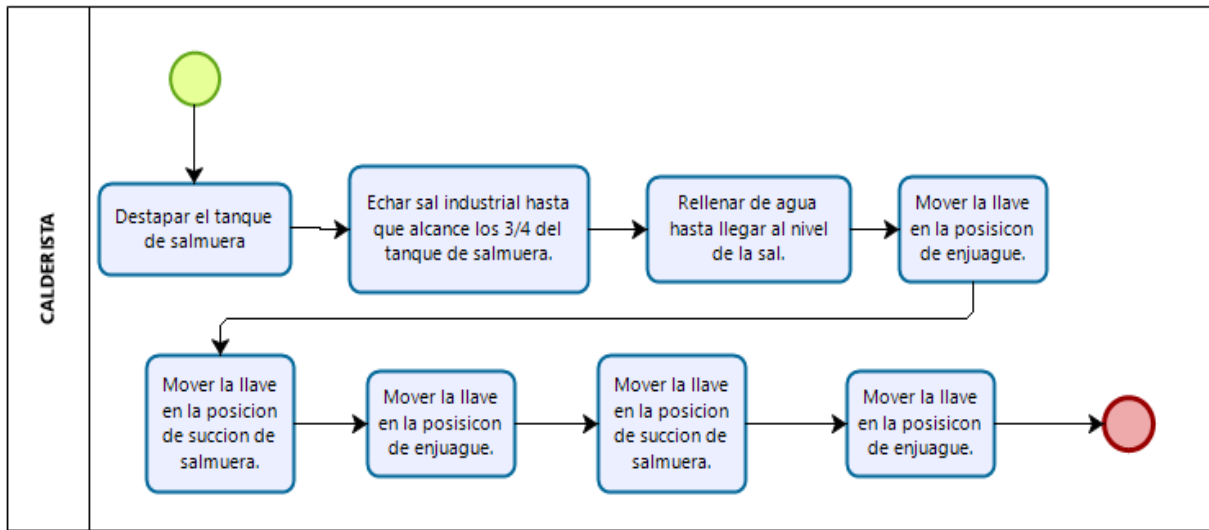 CALDERISTA
Destapar el tanque
de salmuera
Echar sal industrial hasta
que alcance los 3/4 del
tanque de salmuera.
Rellenar de agua
hasta llegar al nivel
de la sal.
Mover la llave
en la posisicon
de enjuague.
Mover la llave
en la posicion
de succion de
salmuera.
Mover la llave
en la posisicon
de enjuague.
Mover la llave
en la posicion
de succion de
salmuera.
Mover la llave
en la posisicon
de enjuague.